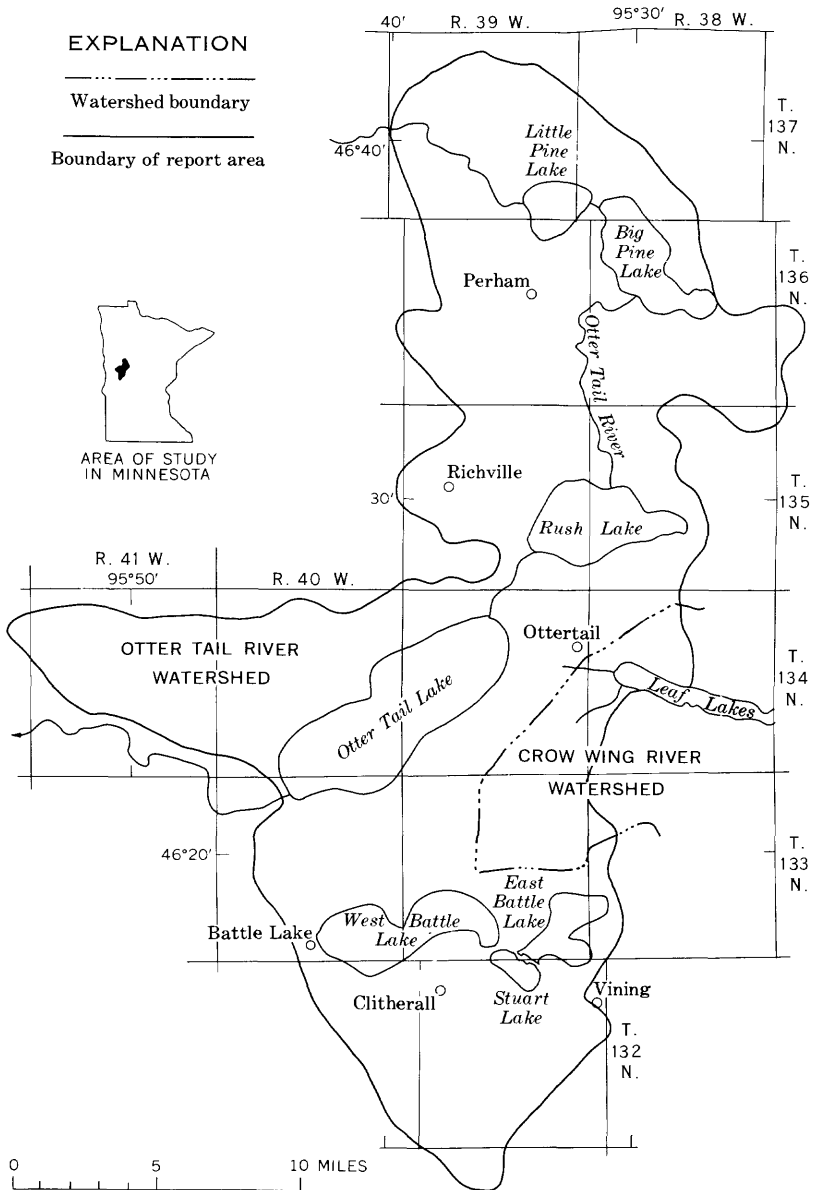 EXPLANATION
Watershed boundary
Boundary of report area
40'
R. 39 W.
95°30'
R. 38 W.
T.
137
N.
46°40'
Little
Pine
Lake
Big
Pine
Lake
T.
136
N.
Perham
Otter Tail River
AREA OF STUDY
IN MINNESOTA
Richville
30'
T.
135
N.
Rush Lake
R. 41 W.
95°50'
R. 40 W.
OTTER TAIL RIVER
WATERSHED
Ottertail
T.
134
N.
Otter Tail Lake
Leaf Lakes
CROW WING RIVER
WATERSHED
46°20'
T.
133
N.
East
Battle
Lake
West Battle
Lake
Battle Lake
Clitherall
Stuart
Lake
Vining
T.
132
N.
0 5 10 MILES